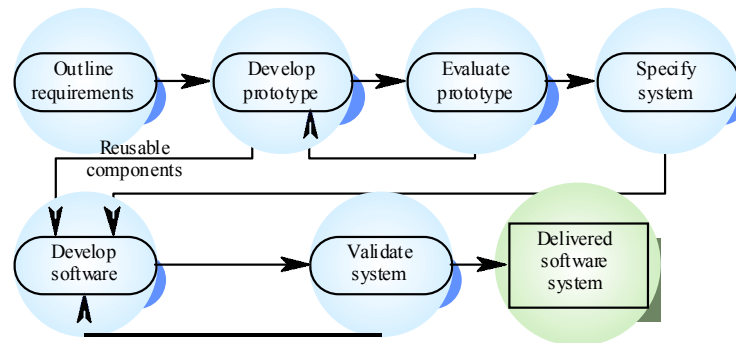 Outline
requirements
Develop
prototype
Evaluate
prototype
Specify
system
Reusable
components
Develop
software
Validate
system
Delivered
software
system